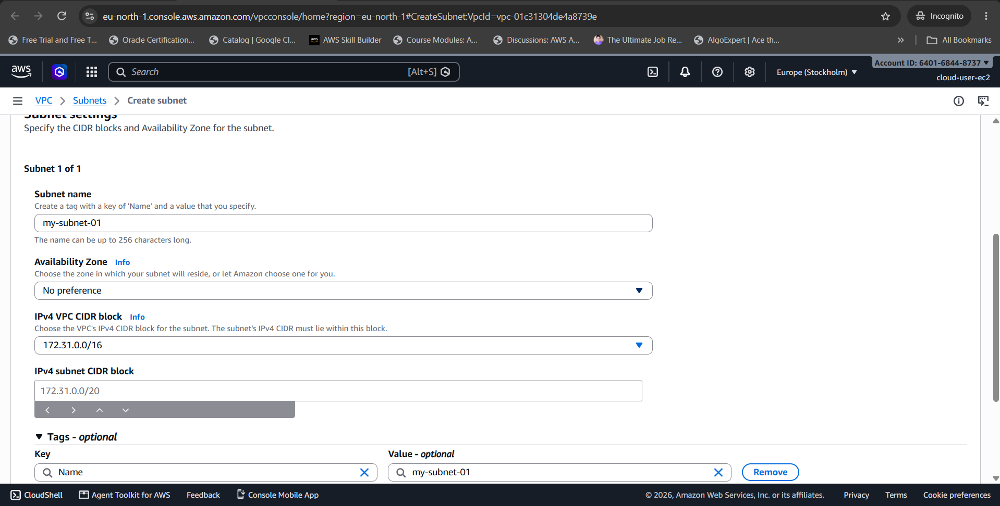 eu-north-1.console.aws.amazon.com/vpcconsole/home?region=eu-north-1#CreateSubnet:VpcId=vpc-01c31304de4a8739e
Incognito
Free Trial and Free T...
Oracle Certification...
Catalog | Google Cl...
aws
AWS Skill Builder
Course Modules: A...
Discussions: AWS A...
The Ultimate Job Re...
AlgoExpert | Ace th...
All Bookmarks
aws
Search
[Alt+S]
Europe (Stockholm)
Account ID: 6401-6844-8737
cloud-user-ec2
VPC
Subnets
Create subnet
Subnet settings
Specify the CIDR blocks and Availability Zone for the subnet.
Subnet 1 of 1
Subnet name
Create a tag with a key of 'Name' and a value that you specify.
my-subnet-01
The name can be up to 256 characters long.
Availability Zone Info
Choose the zone in which your subnet will reside, or let Amazon choose one for you.
No preference
IPv4 VPC CIDR block Info
Choose the VPC's IPv4 CIDR block for the subnet. The subnet's IPv4 CIDR must lie within this block.
172.31.0.0/16
IPv4 subnet CIDR block
172.31.0.0/20
Tags - optional
Key
Value - optional
Name
my-subnet-01
Remove
CloudShell
Agent Toolkit for AWS
Feedback
Console Mobile App
© 2026, Amazon Web Services, Inc. or its affiliates.
Privacy
Terms
Cookie preferences